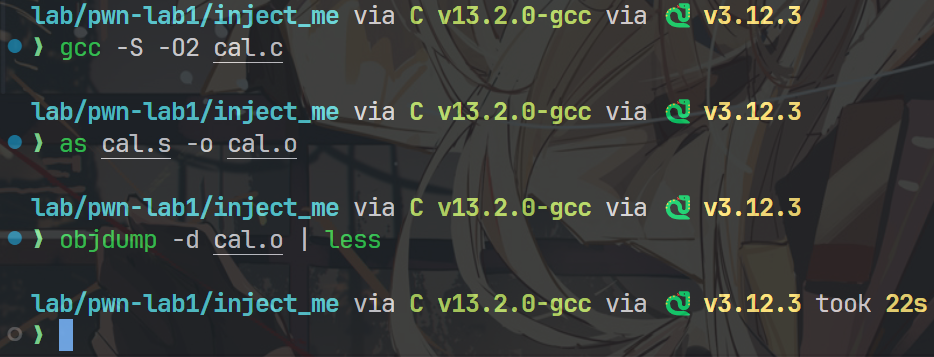 lab/pwn-lab1/inject_me via C v13.2.0-gcc via v3.12.3
❯ gcc -S -O2 cal.c
lab/pwn-lab1/inject_me via C v13.2.0-gcc via v3.12.3
❯ as cal.s -o cal.o
lab/pwn-lab1/inject_me via C v13.2.0-gcc via v3.12.3
❯ objdump -d cal.o | less
lab/pwn-lab1/inject_me via C v13.2.0-gcc via v3.12.3 took 22s
❯